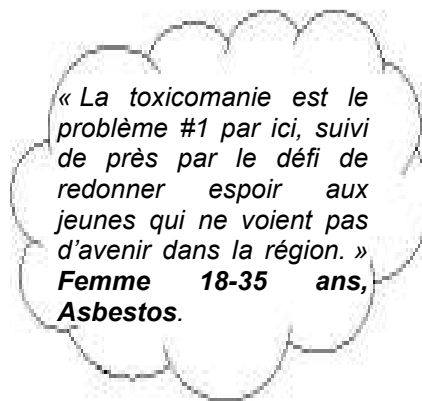 « La toxicomanie est le
problème #1 par ici, suivi
de près par le défi de
redonner espoir aux
jeunes qui ne voient pas
d’avenir dans la région. »
Femme 18-35 ans,
Asbestos.